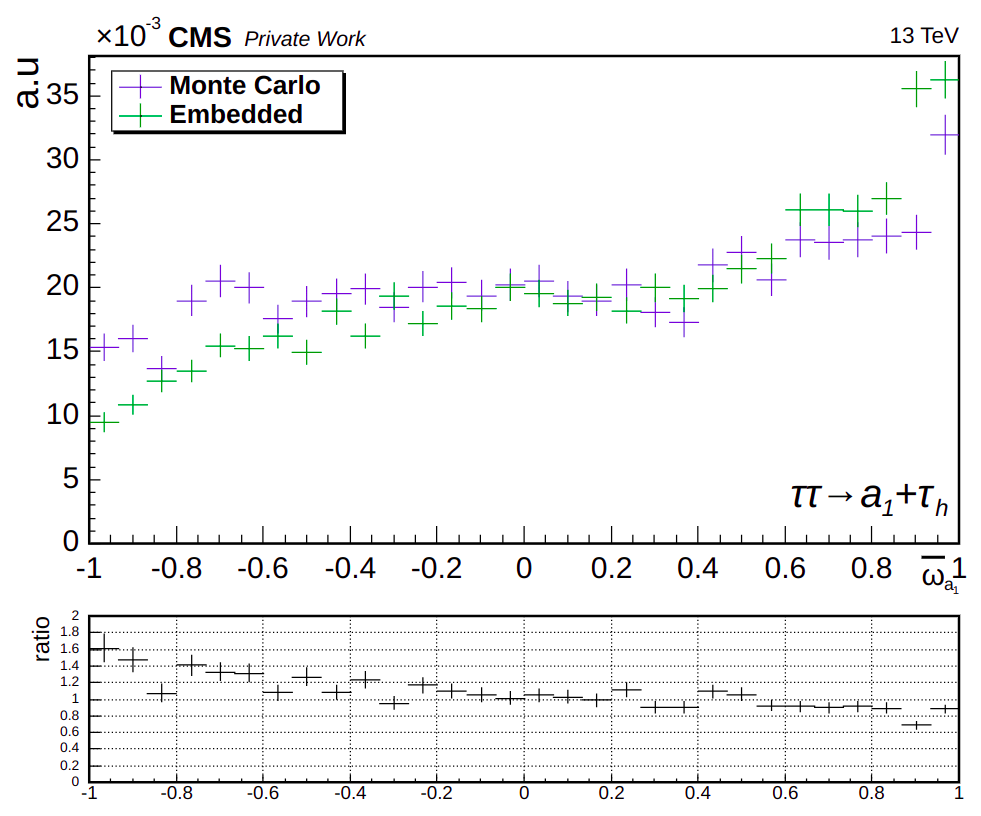 ×10⁻³ CMS Private Work 13 TeV
a.u
Monte Carlo
Embedded
35
30
25
20
15
10
5
0
ττ→a₁+τₕ
-1 -0.8 -0.6 -0.4 -0.2 0 0.2 0.4 0.6 0.8 1
ω̅ₐ₁
ratio
2
1.8
1.6
1.4
1.2
1
0.8
0.6
0.4
0.2
0
-1 -0.8 -0.6 -0.4 -0.2 0 0.2 0.4 0.6 0.8 1